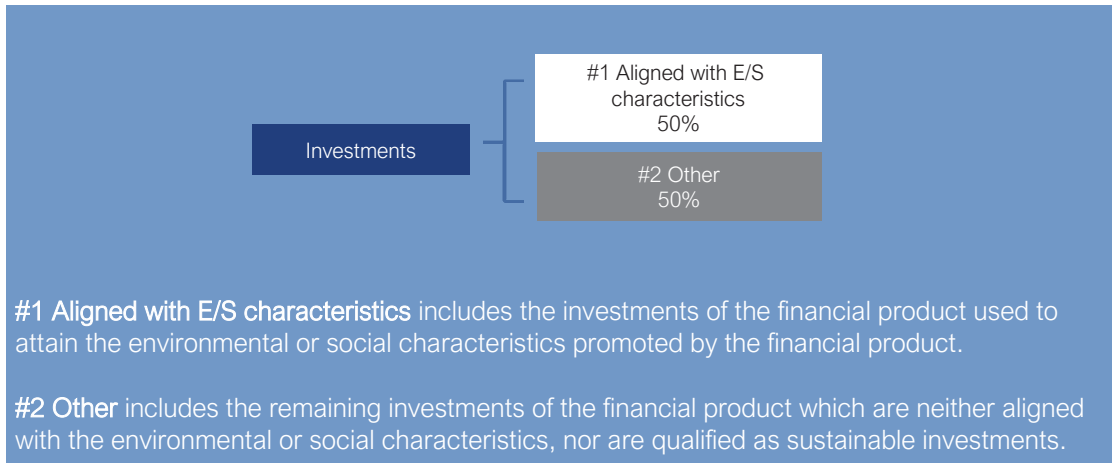 #1 Aligned with E/S
characteristics
50%
Investments
#2 Other
50%
#1 Aligned with E/S characteristics includes the investments of the financial product used to
attain the environmental or social characteristics promoted by the financial product.
#2 Other includes the remaining investments of the financial product which are neither aligned
with the environmental or social characteristics, nor are qualified as sustainable investments.